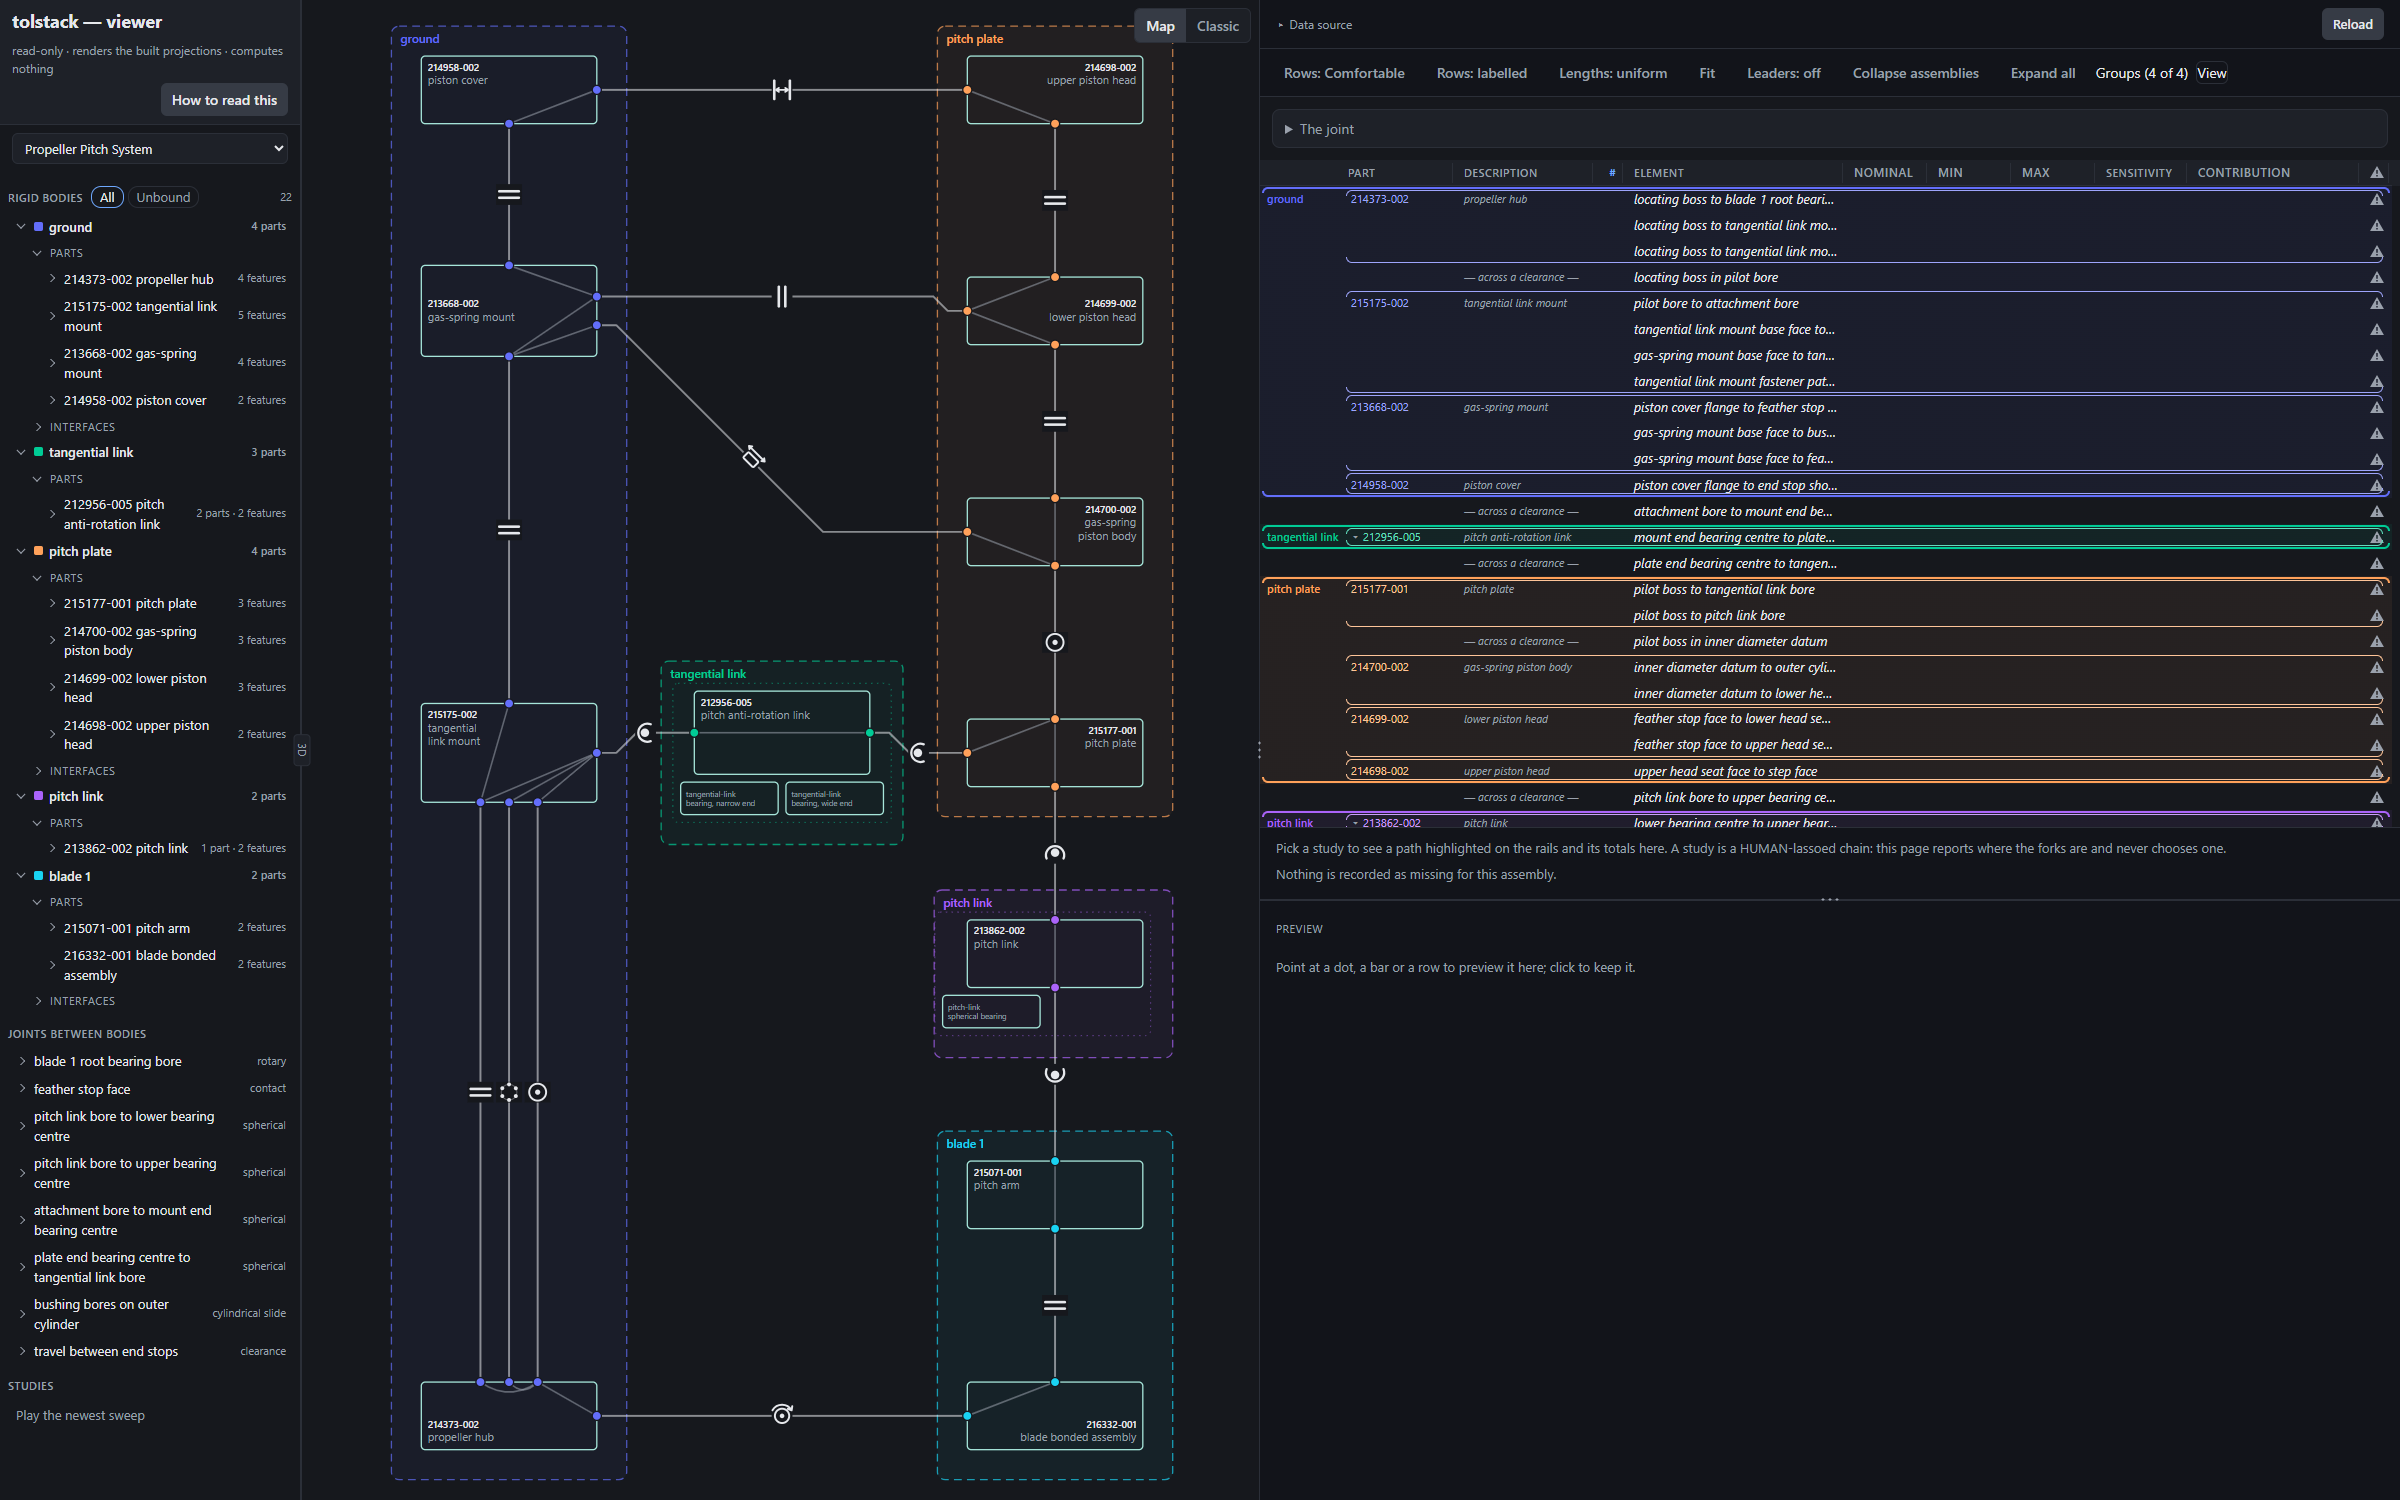 tolstack — viewer
read-only · renders the built projections · computes
nothing
How to read this
Propeller Pitch System
RIGID BODIES All Unbound 22
ground 4 parts
PARTS
214373-002 propeller hub 4 features
215175-002 tangential link
mount 5 features
213668-002 gas-spring
mount 4 features
214958-002 piston cover 2 features
INTERFACES
tangential link 3 parts
PARTS
212956-005 pitch
anti-rotation link 2 parts · 2 features
pitch plate 4 parts
PARTS
215177-001 pitch plate 3 features
214700-002 gas-spring
piston body 3 features
214699-002 lower piston
head 3 features
214698-002 upper piston
head 2 features
INTERFACES
pitch link 2 parts
PARTS
213862-002 pitch link 1 part · 2 features
blade 1 2 parts
PARTS
215071-001 pitch arm 2 features
216332-001 blade bonded
assembly 2 features
INTERFACES
JOINTS BETWEEN BODIES
blade 1 root bearing bore rotary
feather stop face contact
pitch link bore to lower bearing
centre spherical
pitch link bore to upper bearing
centre spherical
attachment bore to mount end
bearing centre spherical
plate end bearing centre to
tangential link bore spherical
bushing bores on outer
cylinder cylindrical slide
travel between end stops clearance
STUDIES
Play the newest sweep
3D
Map Classic
ground
214958-002
piston cover
213668-002
gas-spring mount
215175-002
tangential
link mount
214373-002
propeller hub
tangential link
212956-005
pitch anti-rotation link
tangential-link
bearing, narrow end
tangential-link
bearing, wide end
pitch plate
214698-002
upper piston head
214699-002
lower piston head
214700-002
gas-spring
piston body
215177-001
pitch plate
pitch link
213862-002
pitch link
pitch-link
spherical bearing
blade 1
215071-001
pitch arm
216332-001
blade bonded assembly
Data source
Reload
Rows: Comfortable Rows: labelled Lengths: uniform Fit Leaders: off Collapse assemblies Expand all Groups (4 of 4) View
The joint
PART DESCRIPTION # ELEMENT NOMINAL MIN MAX SENSITIVITY CONTRIBUTION
ground 214373-002 propeller hub locating boss to blade 1 root beari...
locating boss to tangential link mo...
locating boss to tangential link mo...
— across a clearance — locating boss in pilot bore
215175-002 tangential link mount pilot bore to attachment bore
tangential link mount base face to...
gas-spring mount base face to tan...
tangential link mount fastener pat...
213668-002 gas-spring mount piston cover flange to feather stop ...
gas-spring mount base face to bus...
gas-spring mount base face to fea...
214958-002 piston cover piston cover flange to end stop sho...
— across a clearance — attachment bore to mount end be...
tangential link 212956-005 pitch anti-rotation link mount end bearing centre to plate...
— across a clearance — plate end bearing centre to tangen...
pitch plate 215177-001 pitch plate pilot boss to tangential link bore
pilot boss to pitch link bore
— across a clearance — pilot boss in inner diameter datum
214700-002 gas-spring piston body inner diameter datum to outer cyli...
inner diameter datum to lower he...
214699-002 lower piston head feather stop face to lower head se...
feather stop face to upper head se...
214698-002 upper piston head upper head seat face to step face
— across a clearance — pitch link bore to upper bearing ce...
pitch link 213862-002 pitch link lower bearing centre to upper bear...
Pick a study to see a path highlighted on the rails and its totals here. A study is a HUMAN-lassoed chain: this page reports where the forks are and never chooses one.
Nothing is recorded as missing for this assembly.
PREVIEW
Point at a dot, a bar or a row to preview it here; click to keep it.